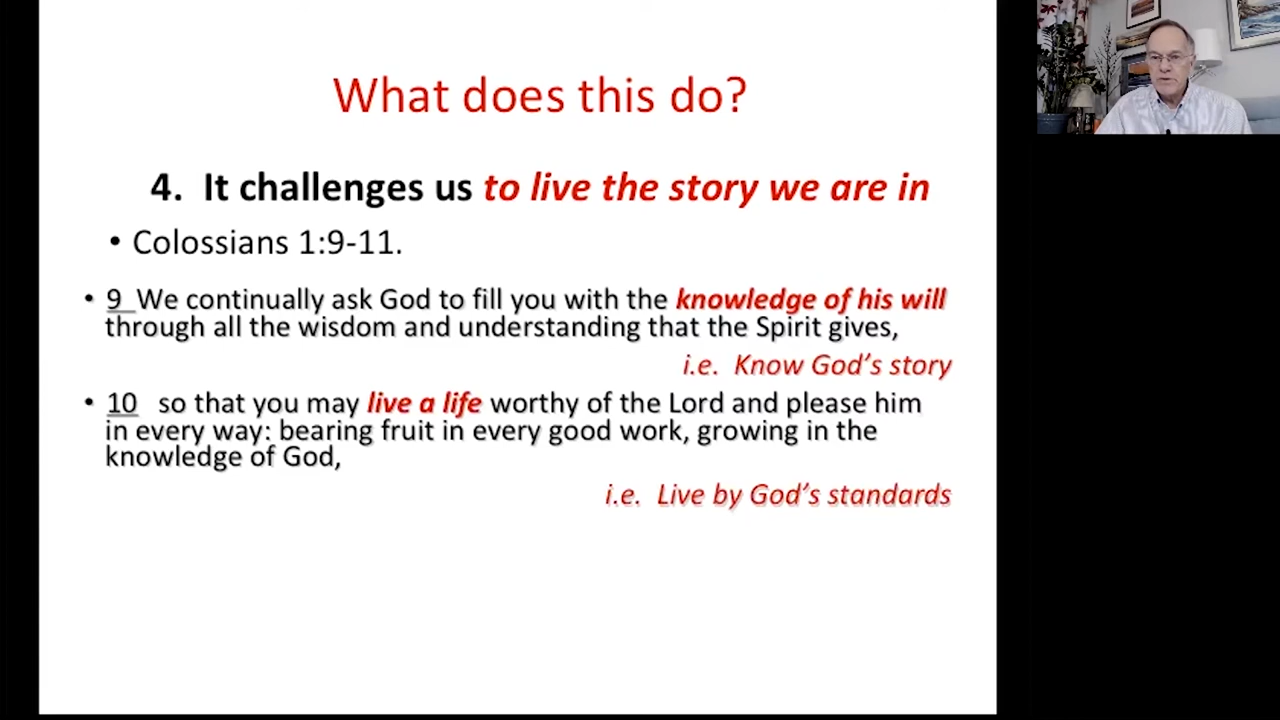 What does this do?
4. It challenges us to live the story we are in
• Colossians 1:9-11.
• 9 We continually ask God to fill you with the knowledge of his will
through all the wisdom and understanding that the Spirit gives,
i.e. Know God's story
• 10 so that you may live a life worthy of the Lord and please him
in every way: bearing fruit in every good work, growing in the
knowledge of God,
i.e. Live by God's standards